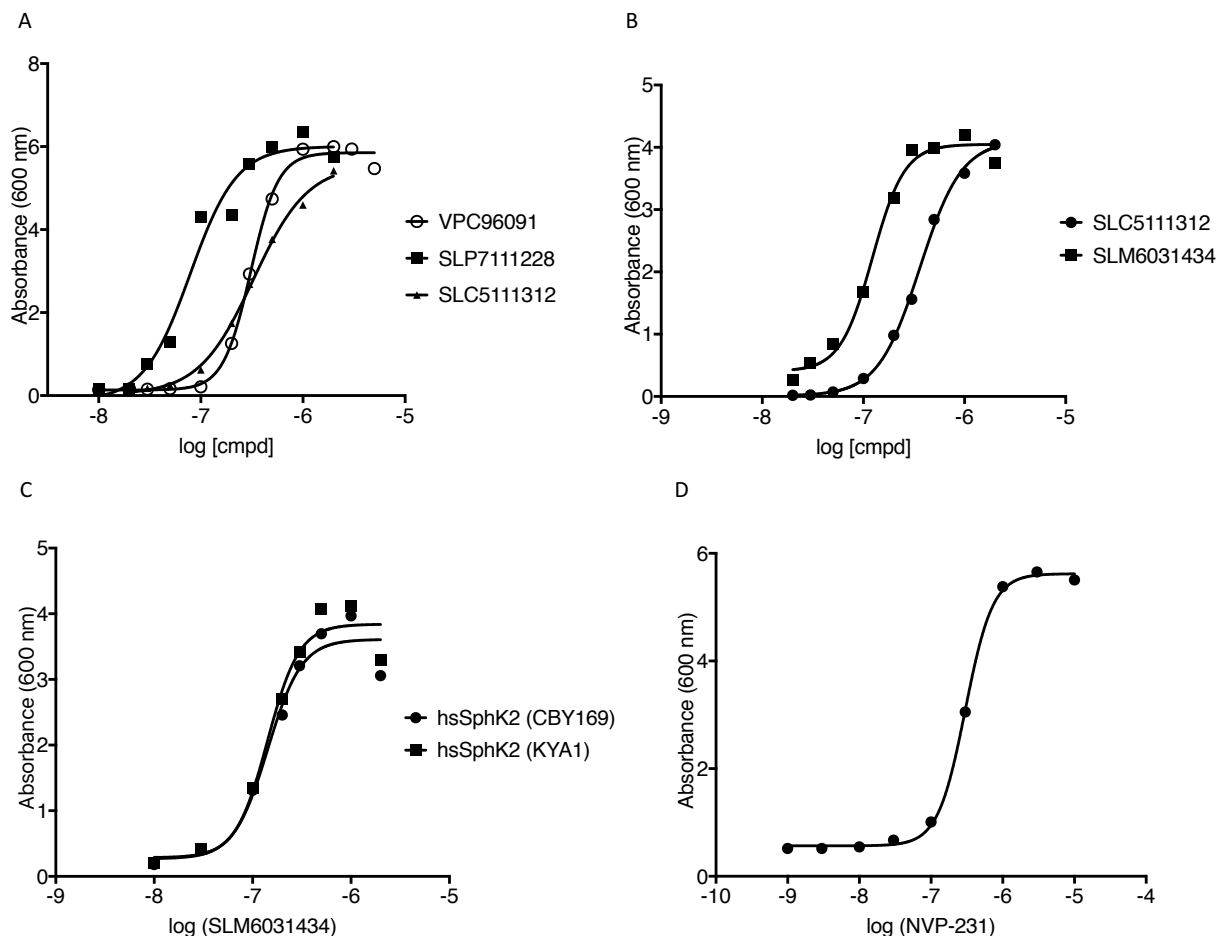 A
Absorbance (600 nm)
8
6
4
2
0
-8
-7
-6
-5
log [cmpd]
VPC96091
SLP7111228
SLC5111312
B
Absorbance (600 nm)
5
4
3
2
1
0
-9
-8
-7
-6
-5
log [cmpd]
SLC5111312
SLM6031434
C
Absorbance (600 nm)
5
4
3
2
1
0
-9
-8
-7
-6
-5
log (SLM6031434)
hsSphK2 (CBY169)
hsSphK2 (KYA1)
D
Absorbance (600 nm)
6
4
2
0
-10
-9
-8
-7
-6
-5
-4
log (NVP-231)